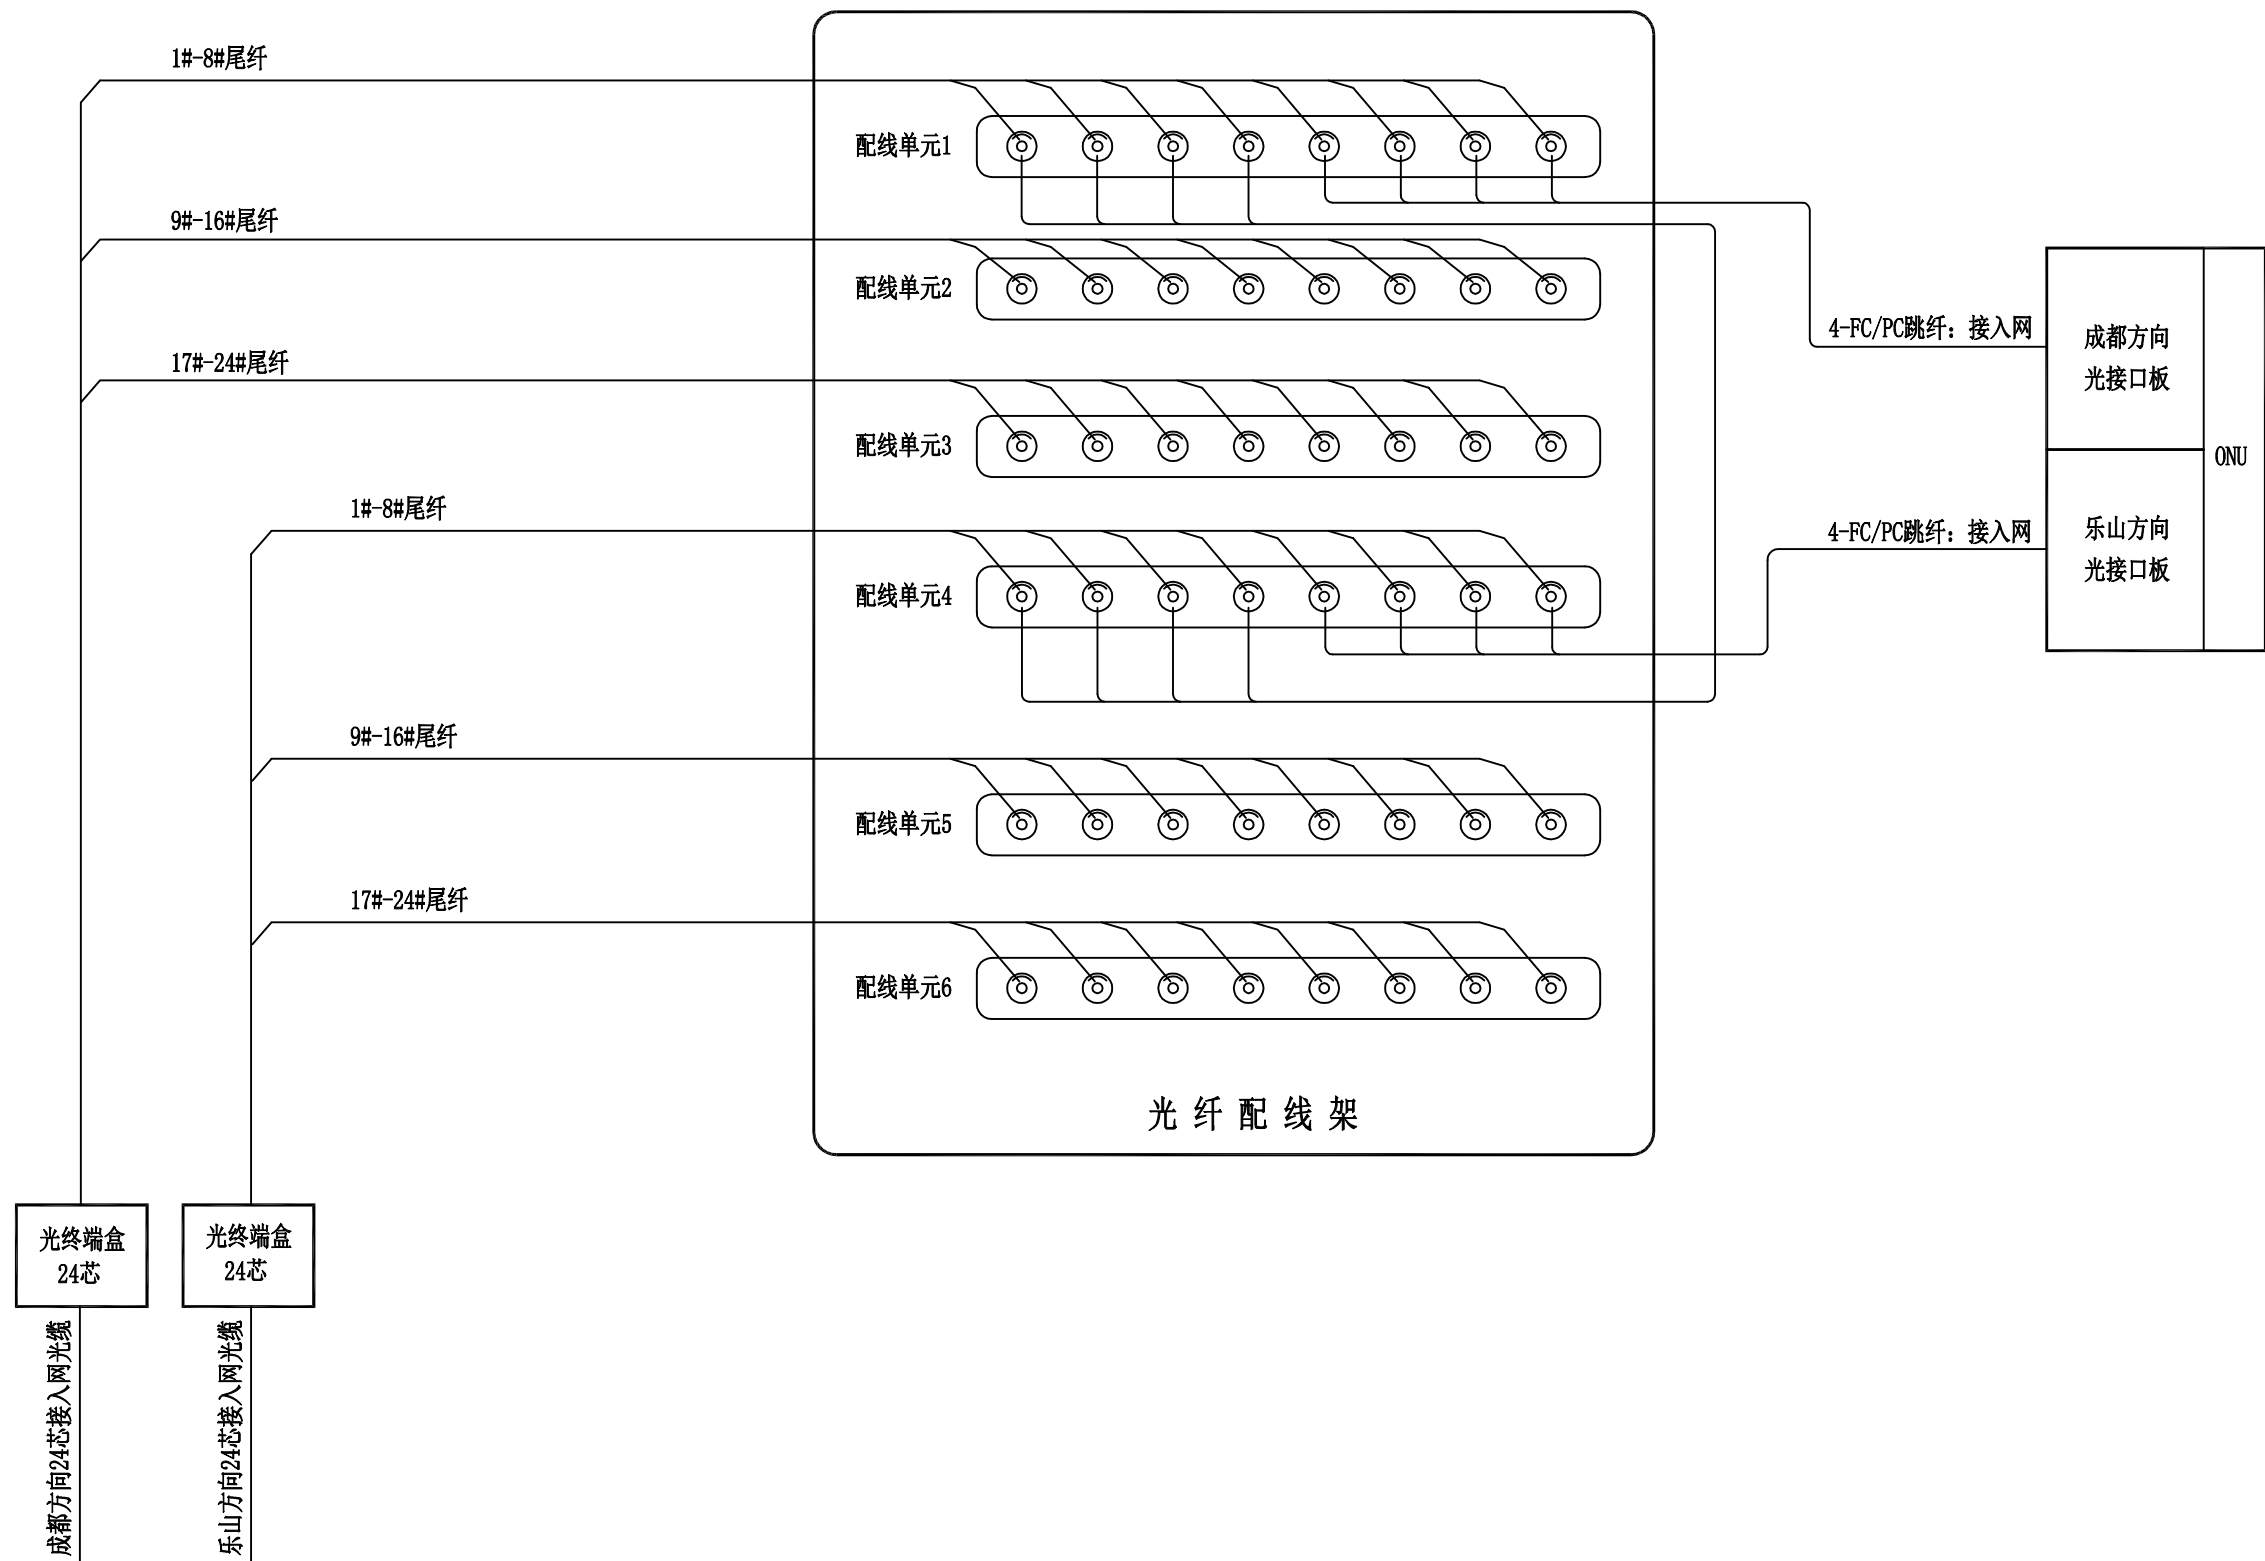 1#-8#尾纤
配线单元1
9#-16#尾纤
配线单元2
4-FC/PC跳纤：接入网
成都方向
光接口板
17#-24#尾纤
配线单元3
ONU
1#-8#尾纤
4-FC/PC跳纤：接入网
乐山方向
光接口板
配线单元4
9#-16#尾纤
配线单元5
17#-24#尾纤
配线单元6
光纤配线架
光终端盒
24芯
光终端盒
24芯
成都方向24芯接入网光缆
乐山方向24芯接入网光缆